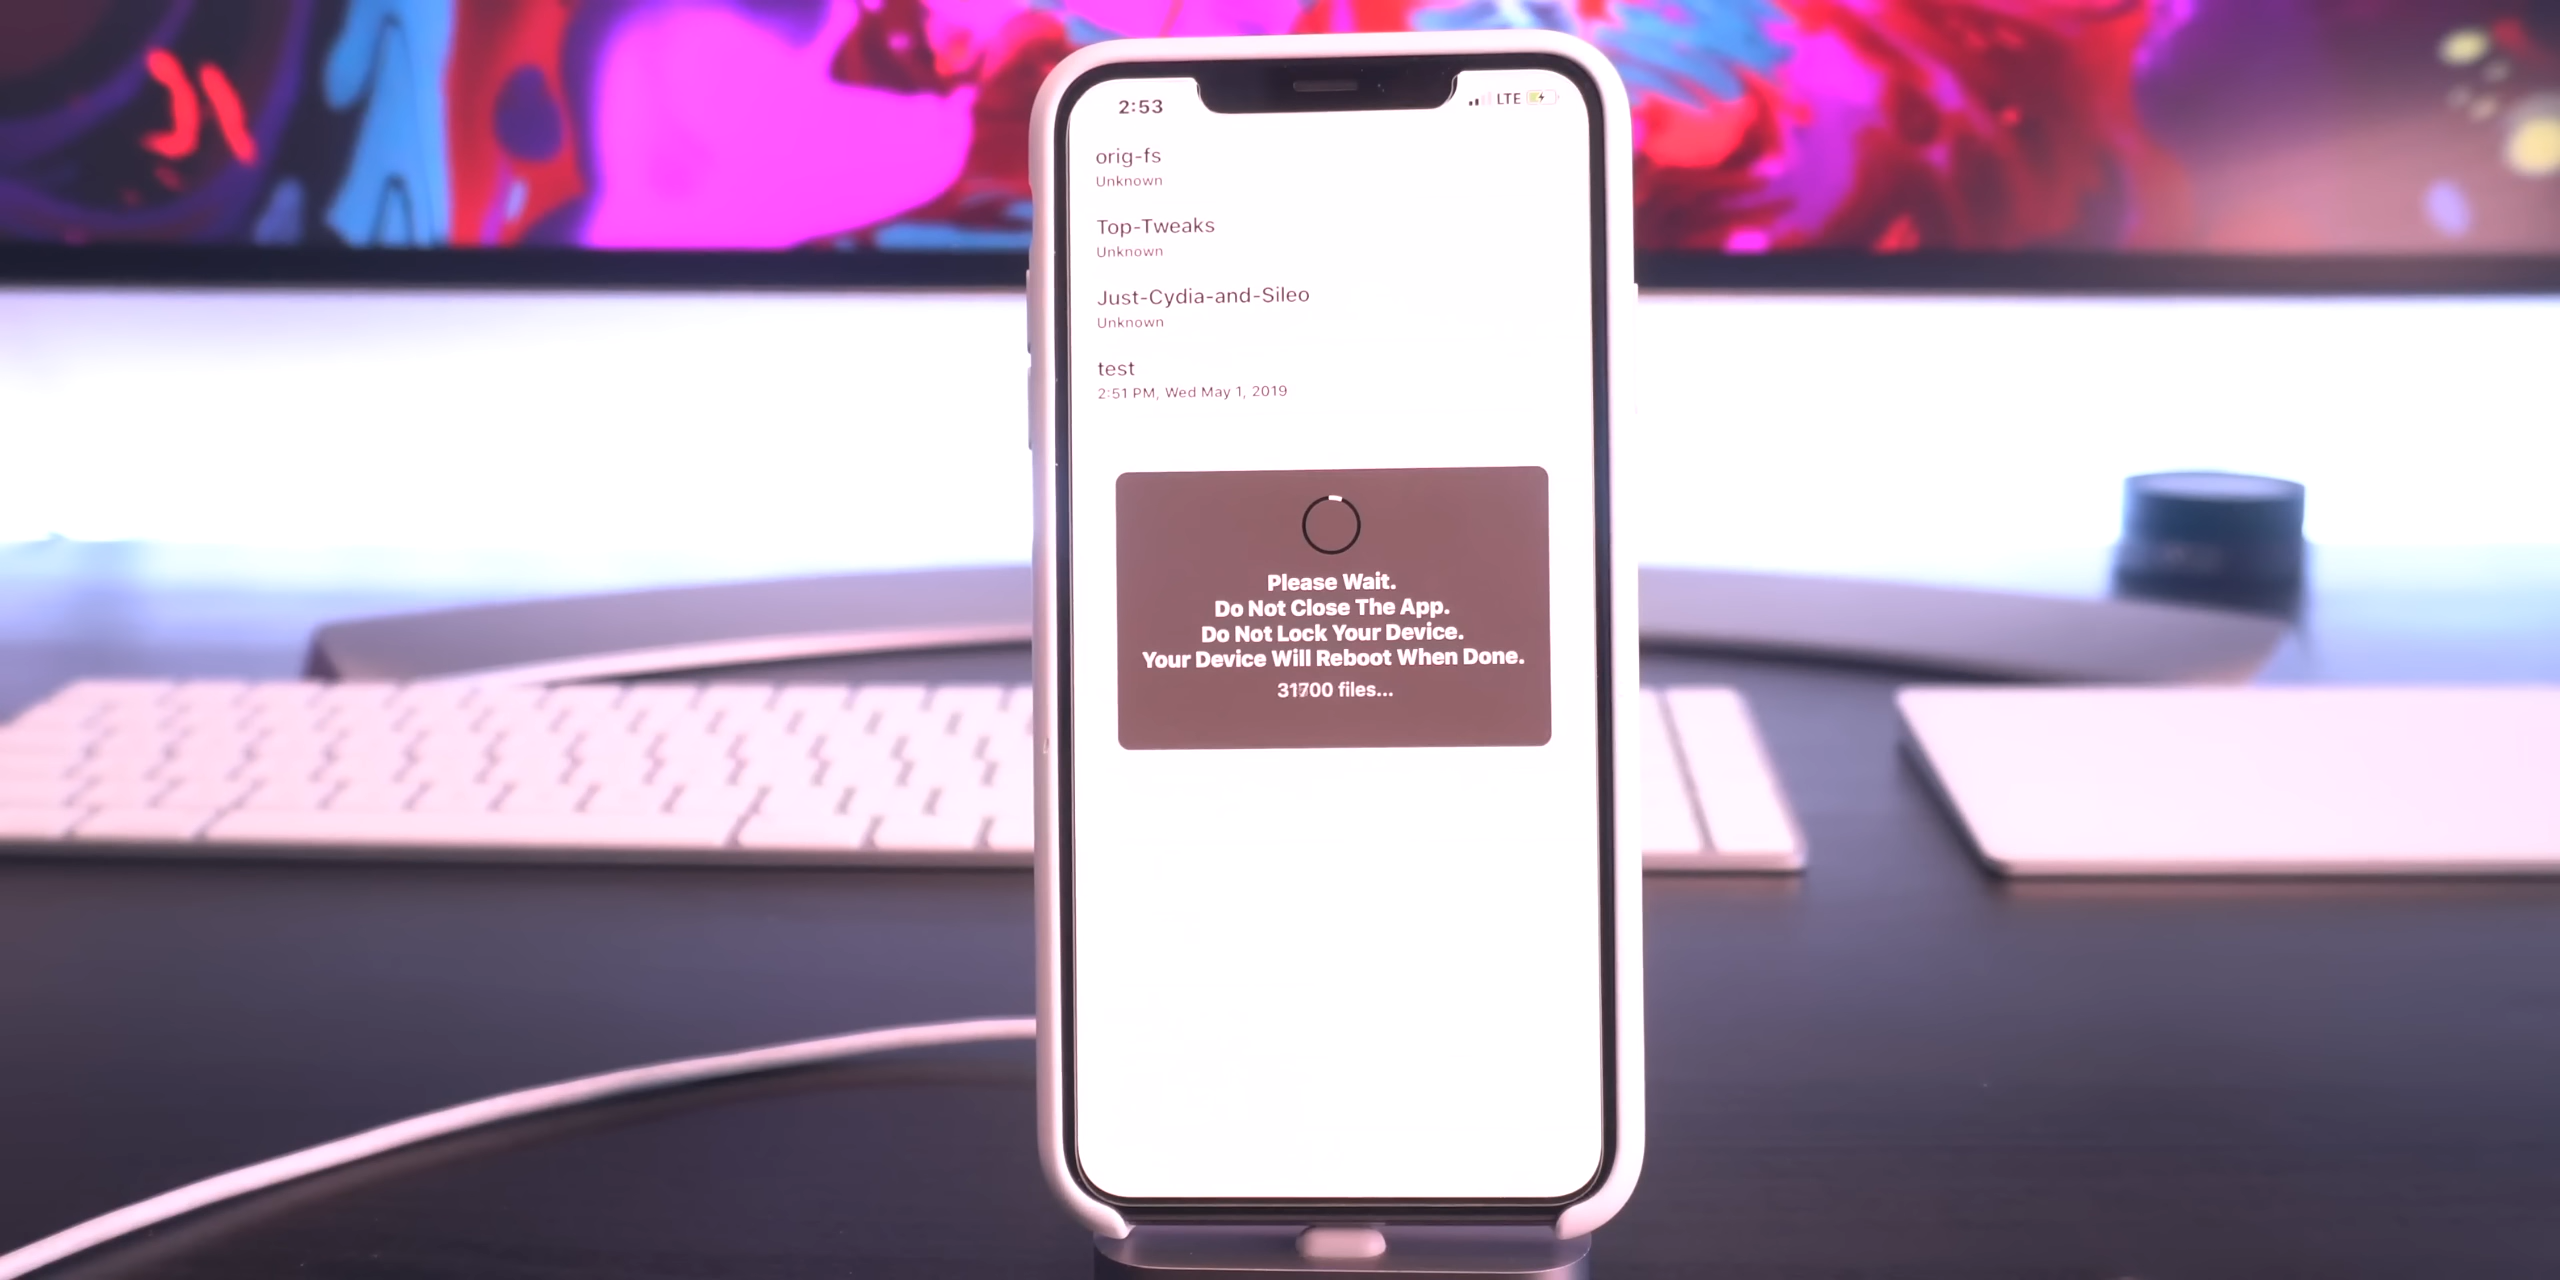 2:53
LTE
orig-fs
Unknown
Top-Tweaks
Unknown
Just-Cydia-and-Sileo
Unknown
test
2:51 PM, Wed May 1, 2019
Please Wait.
Do Not Close The App.
Do Not Lock Your Device.
Your Device Will Reboot When Done.
files...